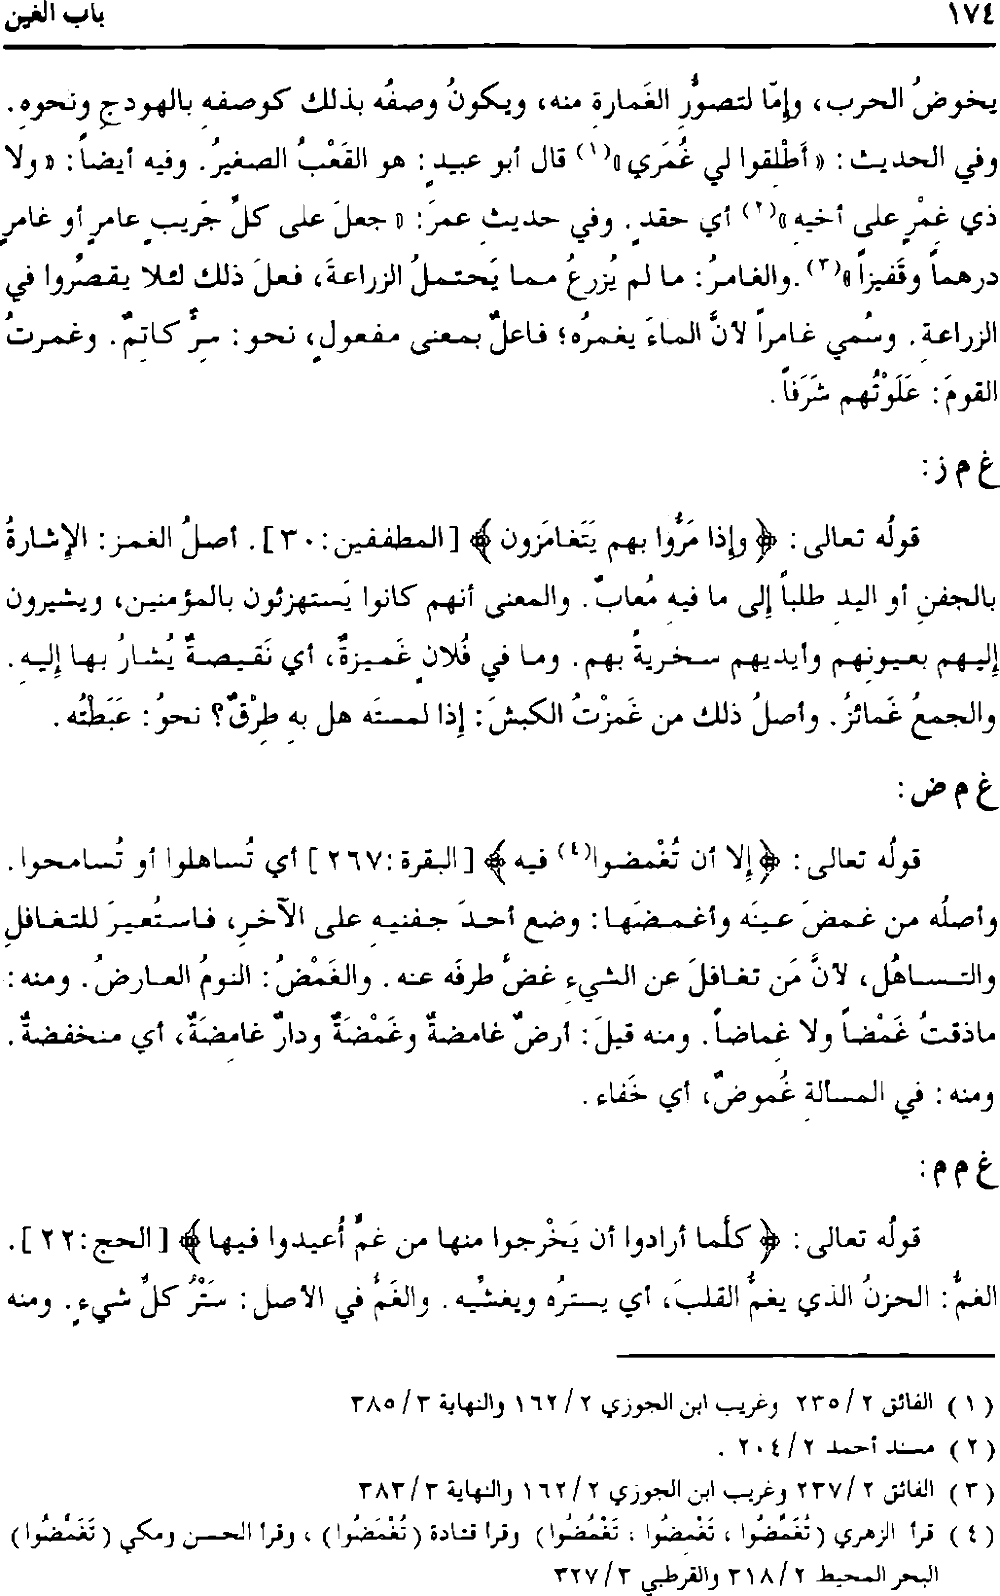 ١٧٤ باب الغين
يخوضُ الحرب، وإمّا لتصوُّرِ الغَمارةِ منه، ويكونُ وصفُه بذلك كوصفهِ بالهودجِ ونحوهِ.
وفي الحديث: «أَطْلِقوا لي غُمَري»(١) قال أبو عبيدٍ: هو القَعْبُ الصغيرُ. وفيه أيضاً: «ولا
ذي غِمْرٍ على أخيهِ»(٢) أي حقدٍ. وفي حديثِ عمرَ: «جعلَ على كلِّ جَريبٍ عامرٍ أو غامرٍ
درهماً وقَفيزاً»(٣). والغامرُ: ما لم يُزرعْ مما يَحتملُ الزراعةَ، فعلَ ذلك لئلا يقصُروا في
الزراعةِ. وسُمي غامراً لأنَّ الماءَ يغمرُه؛ فاعلٌ بمعنى مفعولٍ، نحو: سِرٌّ كاتِمٌ. وغمرتُ
القومَ: عَلَوْتُهم شَرَفاً.
غ م ز:
قولُه تعالى: ﴿وإذا مَرُّوا بهم يَتَغامَزون﴾ [المطففين:٣٠]. أصلُ الغمزِ: الإشارةُ
بالجفنِ أو اليدِ طلباً إلى ما فيهِ مُعابٌ. والمعنى أنهم كانوا يَستهزئون بالمؤمنين، ويشيرون
إليهم بعيونِهم وأيديهم سخريةً بهم. وما في فُلانٍ غَميزةٌ، أي نَقيصةٌ يُشارُ بها إليهِ.
والجمعُ غَمائزُ. وأصلُ ذلك من غَمزْتُ الكبشَ: إذا لمستَه هل بهِ طِرْقٌ؟ نحوُ: عَبَطْتُه.
غ م ض:
قولُه تعالى: ﴿إلا أن تُغْمِضوا(٤) فيه﴾ [البقرة:٢٦٧] أي تُساهلوا أو تُسامحوا.
وأصلُه من غمضَ عينَه وأغمضَها: وضع أحدَ جفنيهِ على الآخرِ، فاستُعيرَ للتغافلِ
والتساهُل، لأنَّ مَن تغافلَ عن الشيءِ غضَّ طرفَه عنه. والغَمْضُ: النومُ العارضُ. ومنه:
ماذقتُ غَمْضاً ولا غِماضاً. ومنه قيلَ: أرضٌ غامضةٌ وغَمْضَةٌ ودارٌ غامِضَةٌ، أي منخفضةٌ.
ومنه: في المسألةِ غُموضٌ، أي خَفاء.
غ م م:
قولُه تعالى: ﴿كلَّما أرادوا أن يَخْرجوا منها من غمٍّ أُعيدوا فيها﴾ [الحج:٢٢].
الغمُّ: الحزنُ الذي يغمُّ القلبَ، أي يسترُه ويغشِّيه. والغَمُّ في الأصل: سَتْرُ كلِّ شيءٍ. ومنه
(١) الفائق ٢/٢٣٥ وغريب ابن الجوزي ٢/١٦٢ والنهاية ٣/٣٨٥
(٢) مسند أحمد ٢/٢٠٤.
(٣) الفائق ٢/٢٣٧ وغريب ابن الجوزي ٢/١٦٢ والنهاية ٣/٣٨٣
(٤) قرأ الزهري (تُغَمِّضُوا، تَغْمِضُوا، تَغْمُضُوا) وقرأ قتادة (تُغْمَضُوا)، وقرأ الحسن ومكي (تَغَمَّضُوا)
البحر المحيط ٢/٣١٨ والقرطبي ٣/٣٢٧